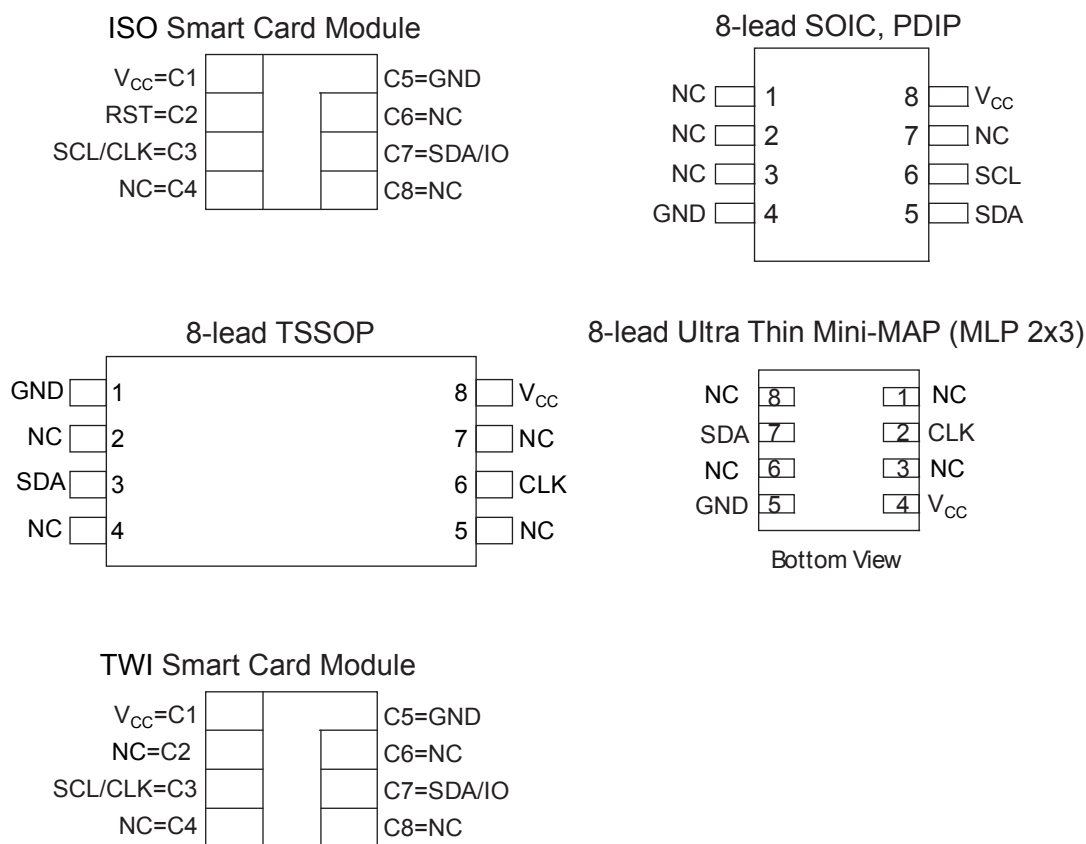 ISO Smart Card Module
VCC=C1
C5=GND
RST=C2
C6=NC
SCL/CLK=C3
C7=SDA/IO
NC=C4
C8=NC
8-lead SOIC, PDIP
NC 1 8 VCC
NC 2 7 NC
NC 3 6 SCL
GND 4 5 SDA
8-lead TSSOP
GND 1 8 VCC
NC 2 7 NC
SDA 3 6 CLK
NC 4 5 NC
8-lead Ultra Thin Mini-MAP (MLP 2x3)
NC 8 1 NC
SDA 7 2 CLK
NC 6 3 NC
GND 5 4 VCC
Bottom View
TWI Smart Card Module
VCC=C1
C5=GND
NC=C2
C6=NC
SCL/CLK=C3
C7=SDA/IO
NC=C4
C8=NC